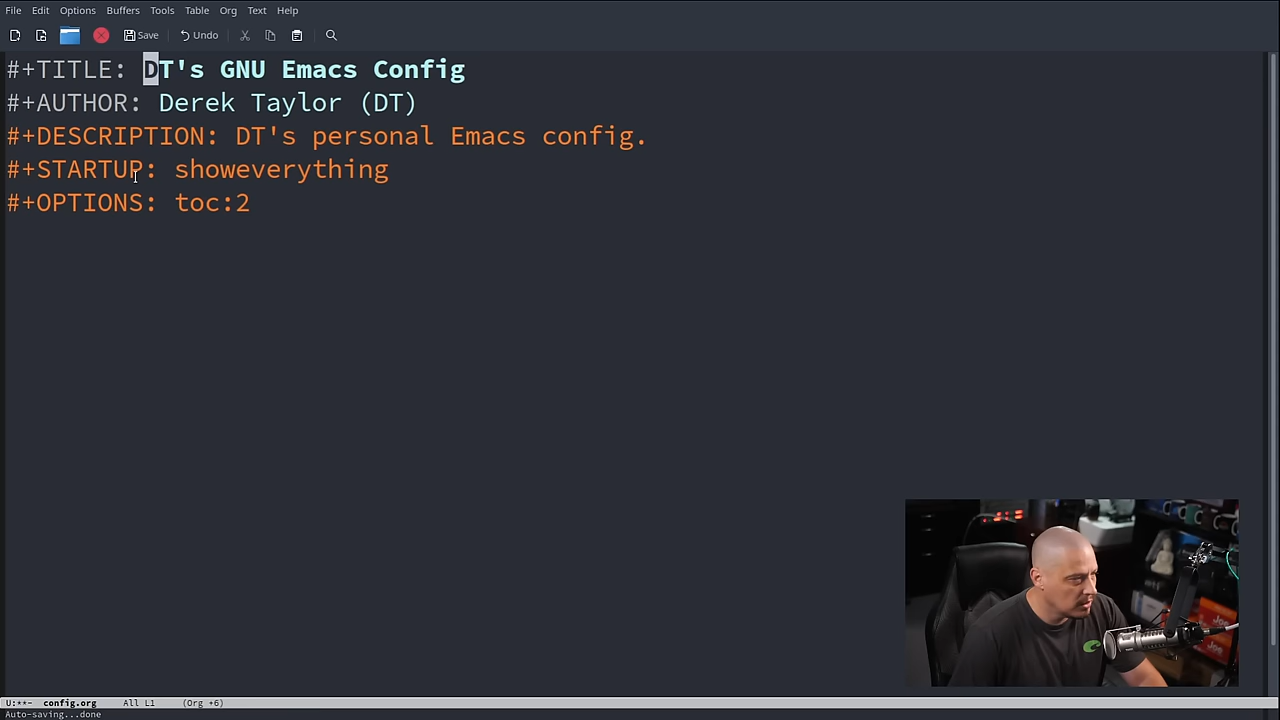 File Edit Options Buffers Tools Table Org Text Help
Save Undo
#+TITLE: DT's GNU Emacs Config
#+AUTHOR: Derek Taylor (DT)
#+DESCRIPTION: DT's personal Emacs config.
#+STARTUP: showeverything
#+OPTIONS: toc:2
U:**- config.org All L1 (Org +6)
Auto-saving...done